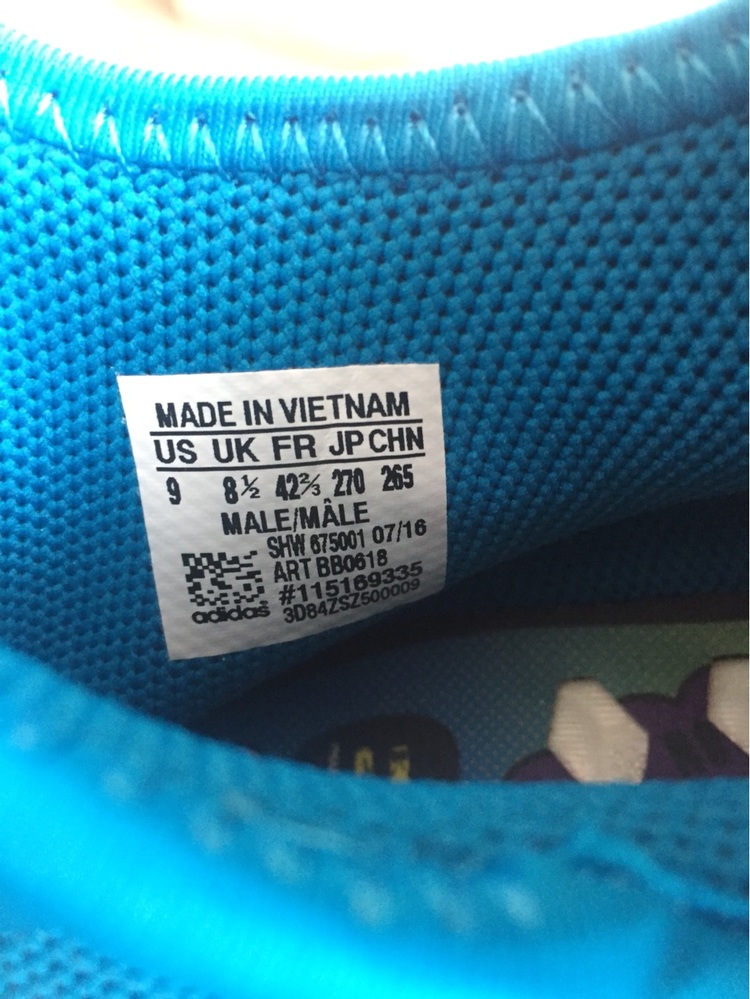 MADE IN VIETNAM
US UK FR JP CHN
9 8½ 42⅔ 270 265
MALE/MÂLE
SHW 675001 07/16
ART BB0618
#115169335
adidas 3D84ZSZ500009